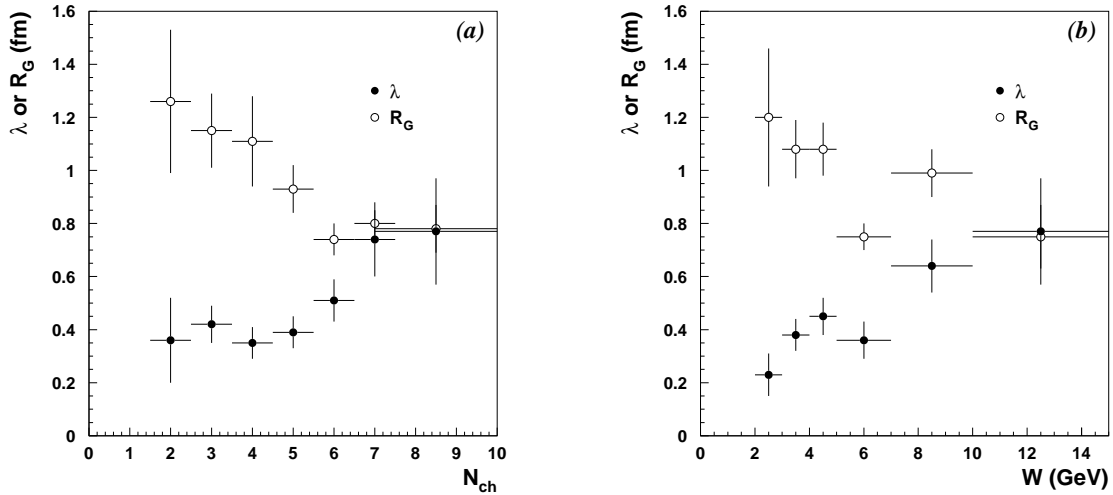 (a)
λ or R_G (fm)
1.6
1.4
1.2
1
0.8
0.6
0.4
0.2
0
λ
R_G
0 1 2 3 4 5 6 7 8 9 10
N_ch
(b)
λ or R_G (fm)
1.6
1.4
1.2
1
0.8
0.6
0.4
0.2
0
λ
R_G
0 2 4 6 8 10 12 14
W (GeV)